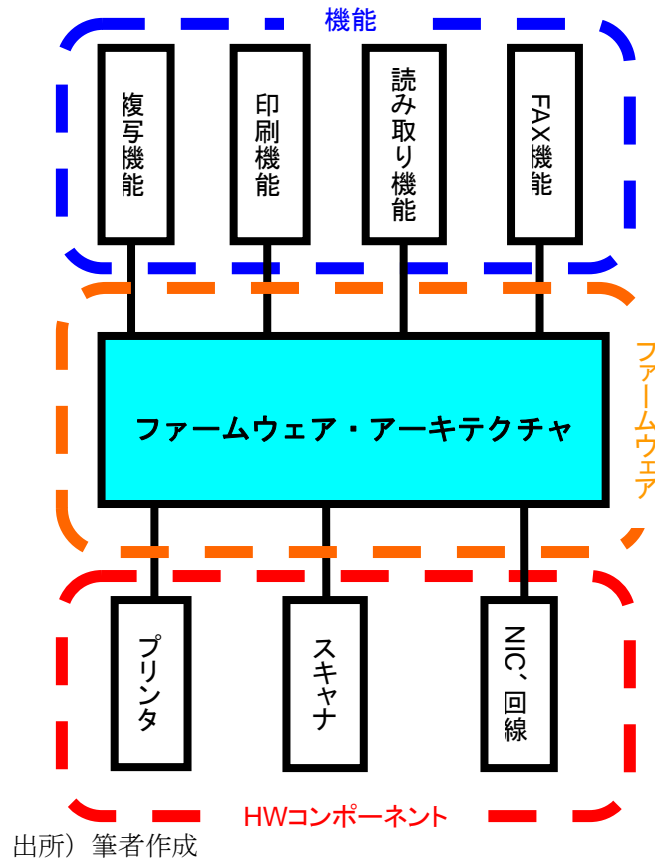 機能
複写機能
印刷機能
読み取り機能
FAX機能
ファームウェア・アーキテクチャ
ファームウェア
プリンタ
スキャナ
NIC、回線
HWコンポーネント
出所）筆者作成